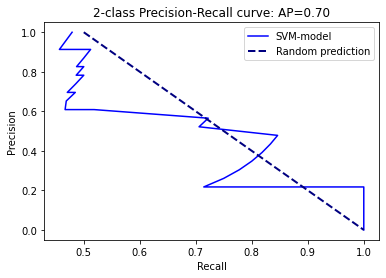 2-class Precision-Recall curve: AP=0.70
SVM-model
Random prediction
Precision
1.0
0.8
0.6
0.4
0.2
0.0
0.5
0.6
0.7
0.8
0.9
1.0
Recall